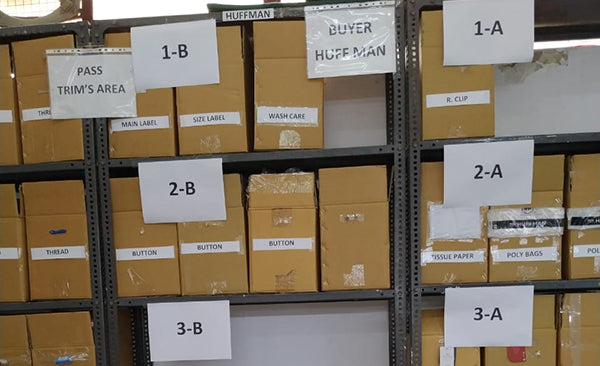 HUFFMAN
PASS
TRIM'S AREA
1-B
BUYER
HUFF MAN
1-A
MAIN LABEL
SIZE LABEL
WASH CARE
R. CLIP
2-B
2-A
THREAD
BUTTON
BUTTON
BUTTON
TISSUE PAPER
POLY BAGS
3-B
3-A